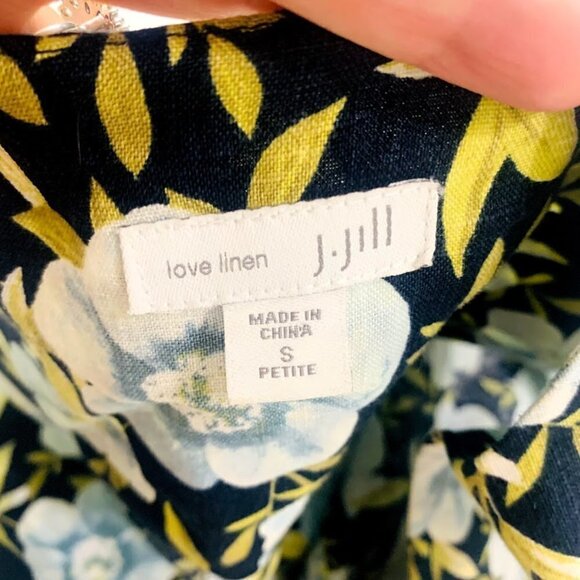 love linen J.Jill
MADE IN
CHINA
S
PETITE